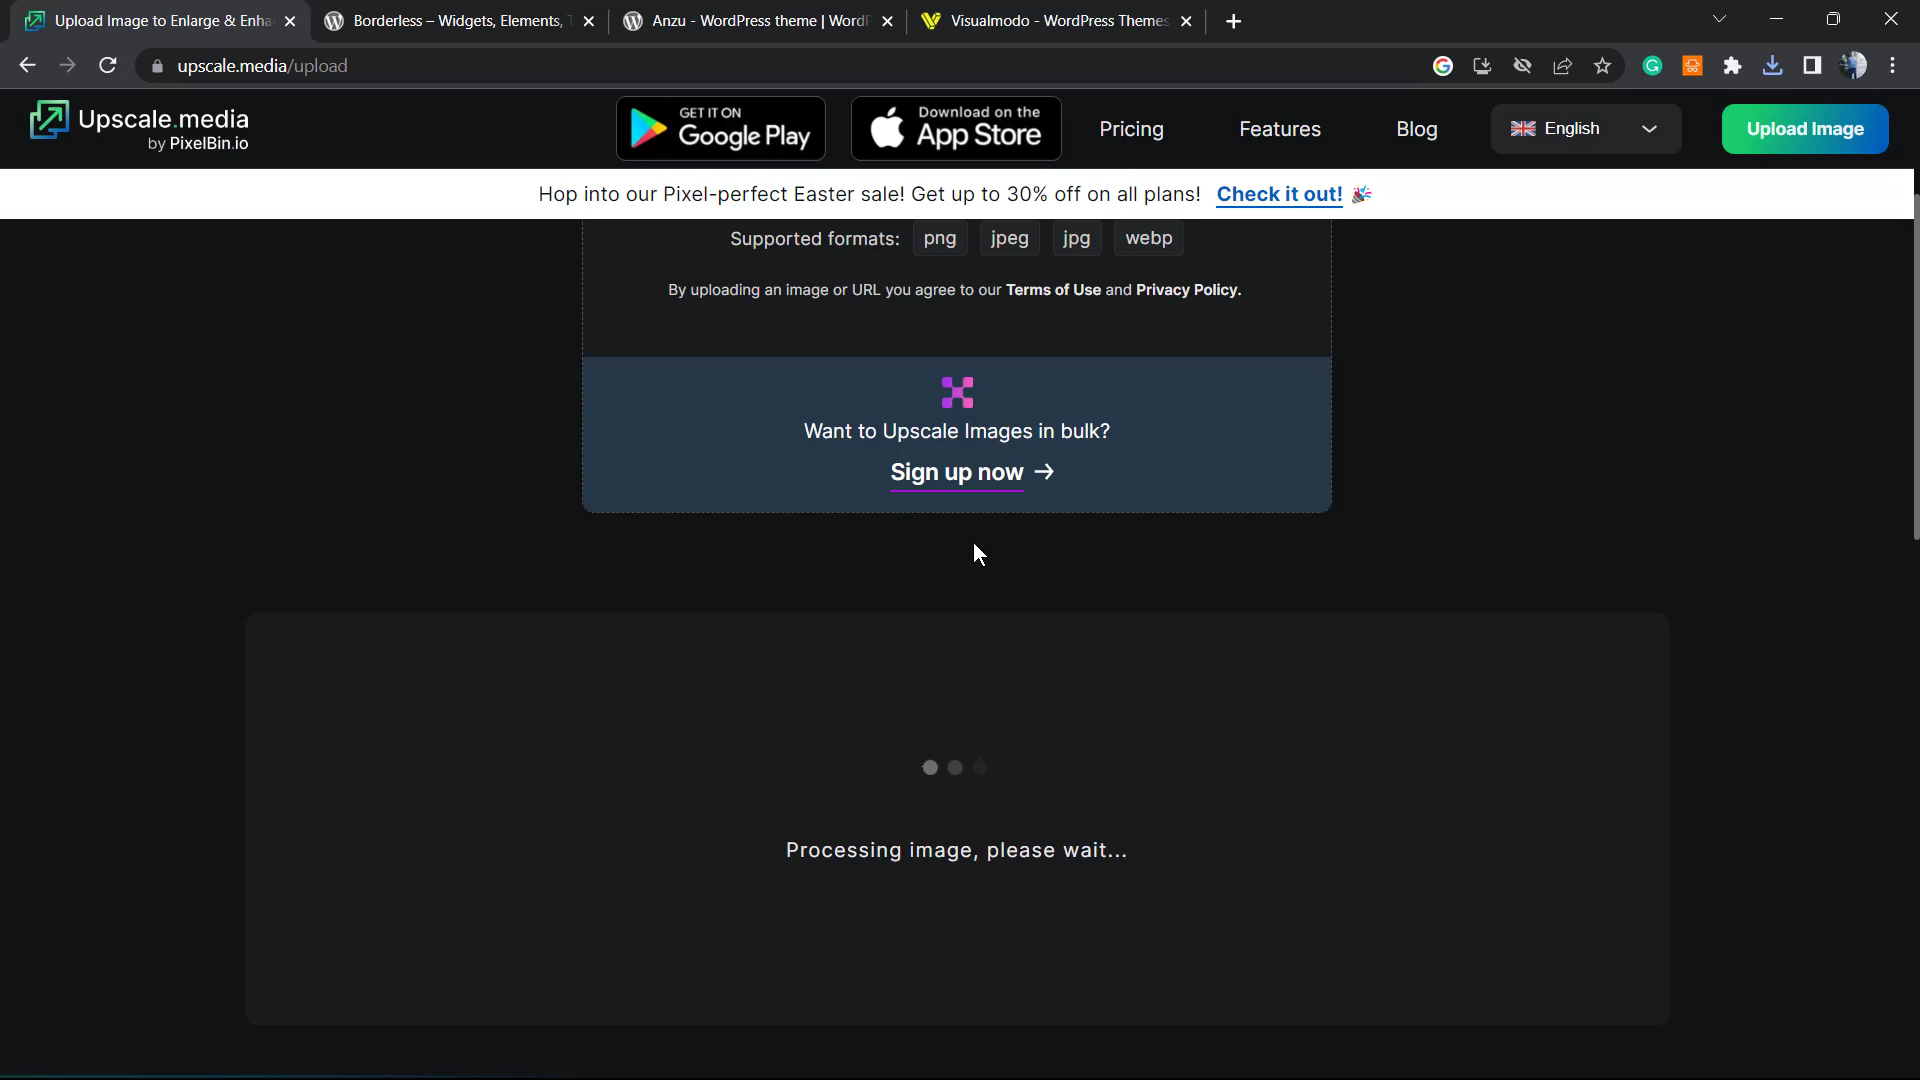 Upload Image to Enlarge & Enha
Borderless – Widgets, Elements,
Anzu - WordPress theme | WordP
Visualmodo - WordPress Themes
upscale.media/upload
Upscale.media
by PixelBin.io
GET IT ON
Google Play
Download on the
App Store
Pricing
Features
Blog
English
Upload Image
Hop into our Pixel-perfect Easter sale! Get up to 30% off on all plans! Check it out!
Supported formats: png jpeg jpg webp
By uploading an image or URL you agree to our Terms of Use and Privacy Policy.
Want to Upscale Images in bulk?
Sign up now →
Processing image, please wait...